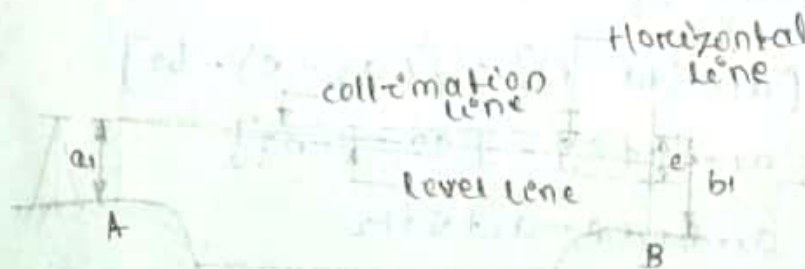 Horizontal
Line
collimation
line
a1
e
b1
level line
A
B